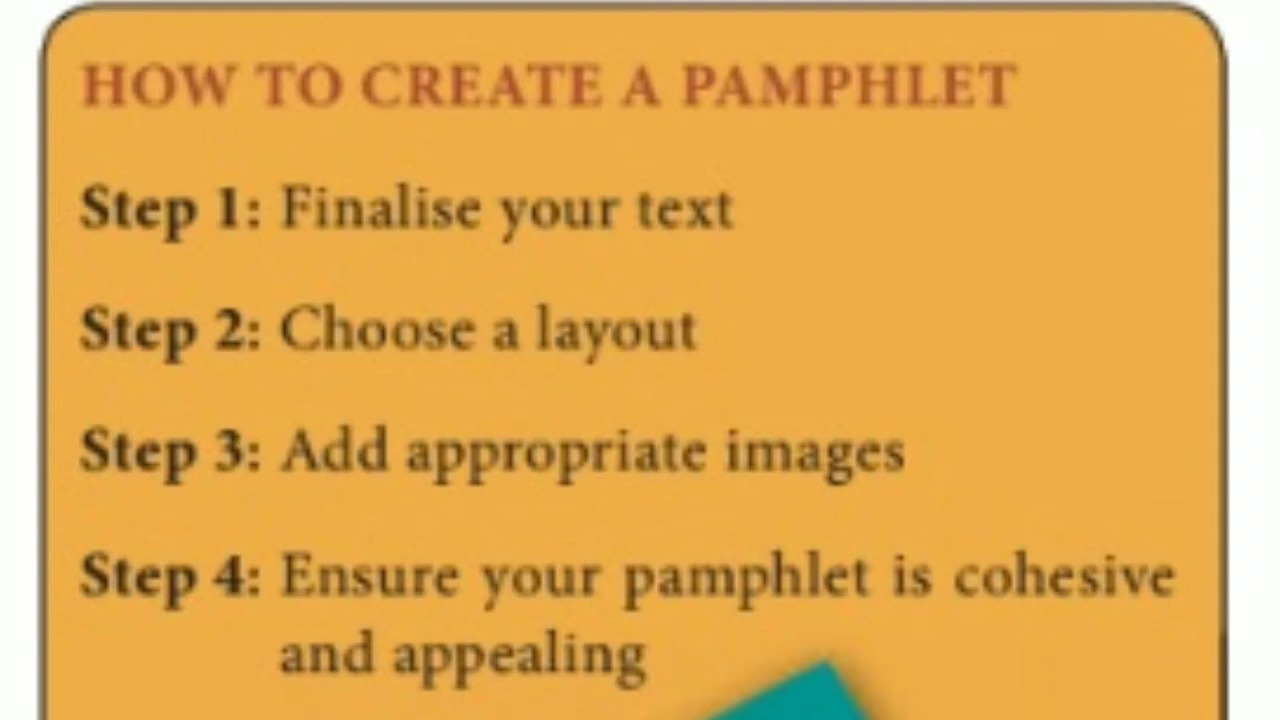 HOW TO CREATE A PAMPHLET
Step 1: Finalise your text
Step 2: Choose a layout
Step 3: Add appropriate images
Step 4: Ensure your pamphlet is cohesive
and appealing